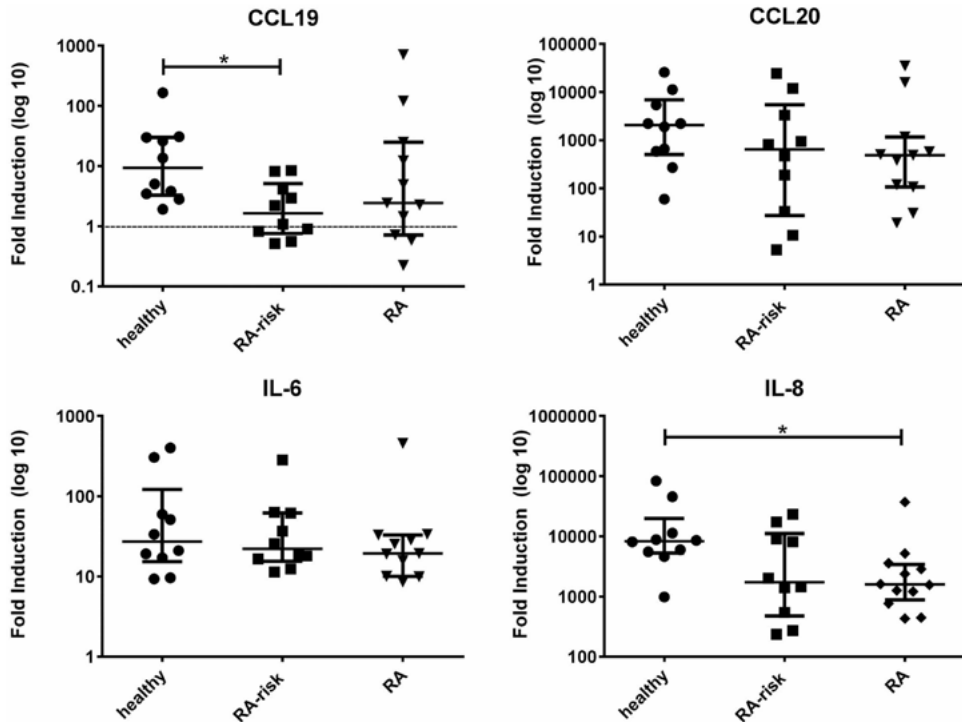 CCL19
Fold Induction (log 10)
1000
100
10
1
0.1
*
healthy
RA-risk
RA
CCL20
Fold Induction (log 10)
100000
10000
1000
100
10
1
healthy
RA-risk
RA
IL-6
Fold Induction (log 10)
1000
100
10
1
healthy
RA-risk
RA
IL-8
Fold Induction (log 10)
1000000
100000
10000
1000
100
*
healthy
RA-risk
RA